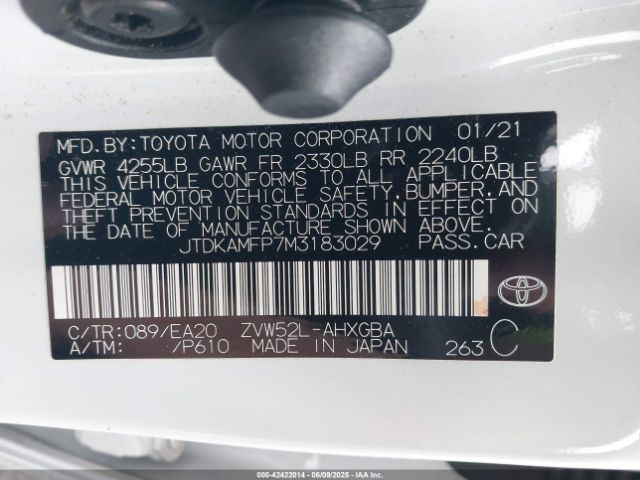 MFD.BY:TOYOTA MOTOR CORPORATION 01/21
GVWR 4255LB GAWR FR 2330LB RR 2240LB
THIS VEHICLE CONFORMS TO ALL APPLICABLE
FEDERAL MOTOR VEHICLE SAFETY,BUMPER,AND
THEFT PREVENTION STANDARDS IN EFFECT ON
THE DATE OF MANUFACTURE SHOWN ABOVE.
JTDKAMFP7M3183029 PASS.CAR
C/TR:089/EA20 ZVW52L-AHXGBA
A/TM: /P610 MADE IN JAPAN 263 C
000-42422014 - 06/09/2025 - IAA Inc.